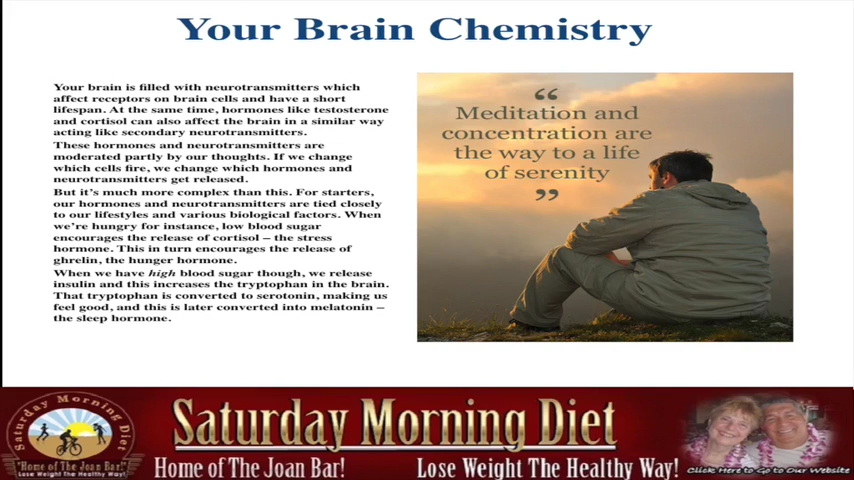 Your Brain Chemistry
Your brain is filled with neurotransmitters which
affect receptors on brain cells and have a short
lifespan. At the same time, hormones like testosterone
and cortisol can also affect the brain in a similar way
acting like secondary neurotransmitters.
These hormones and neurotransmitters are
moderated partly by our thoughts. If we change
which cells fire, we change which hormones and
neurotransmitters get released.
But it's much more complex than this. For starters,
our hormones and neurotransmitters are tied closely
to our lifestyles and various biological factors. When
we're hungry for instance, low blood sugar
encourages the release of cortisol – the stress
hormone. This in turn encourages the release of
ghrelin, the hunger hormone.
When we have high blood sugar though, we release
insulin and this increases the tryptophan in the brain.
That tryptophan is converted to serotonin, making us
feel good, and this is later converted into melatonin –
the sleep hormone.
“
Meditation and
concentration are
the way to a life
of serenity
”
Saturday Morning Diet
"Home of The Joan Bar!"
Lose Weight The Healthy Way!
Saturday Morning Diet
Home of The Joan Bar! Lose Weight The Healthy Way!
Click Here to Go to Our Website